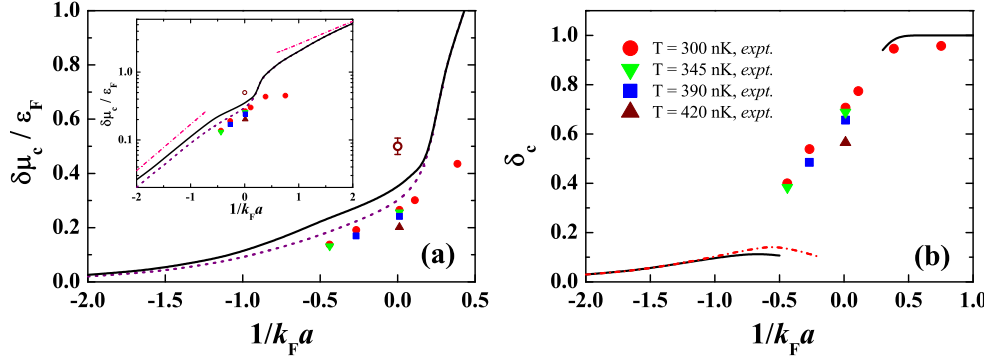 1.0
0.8
0.6
0.4
0.2
0.0
δμc / εF
-2.0 -1.5 -1.0 -0.5 0.0 0.5
1/kFa
(a)
1.0
0.1
δμc / εF
-2 -1 0 1 2
1/kFa
1.0
0.8
0.6
0.4
0.2
0.0
δc
T = 300 nK, expt.
T = 345 nK, expt.
T = 390 nK, expt.
T = 420 nK, expt.
(b)
-2.0 -1.5 -1.0 -0.5 0.0 0.5 1.0
1/kFa